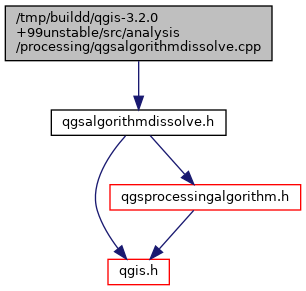 /tmp/buildd/qgis-3.2.0
+99unstable/src/analysis
/processing/qgsalgorithmdissolve.cpp
qgsalgorithmdissolve.h
qgsprocessingalgorithm.h
qgis.h